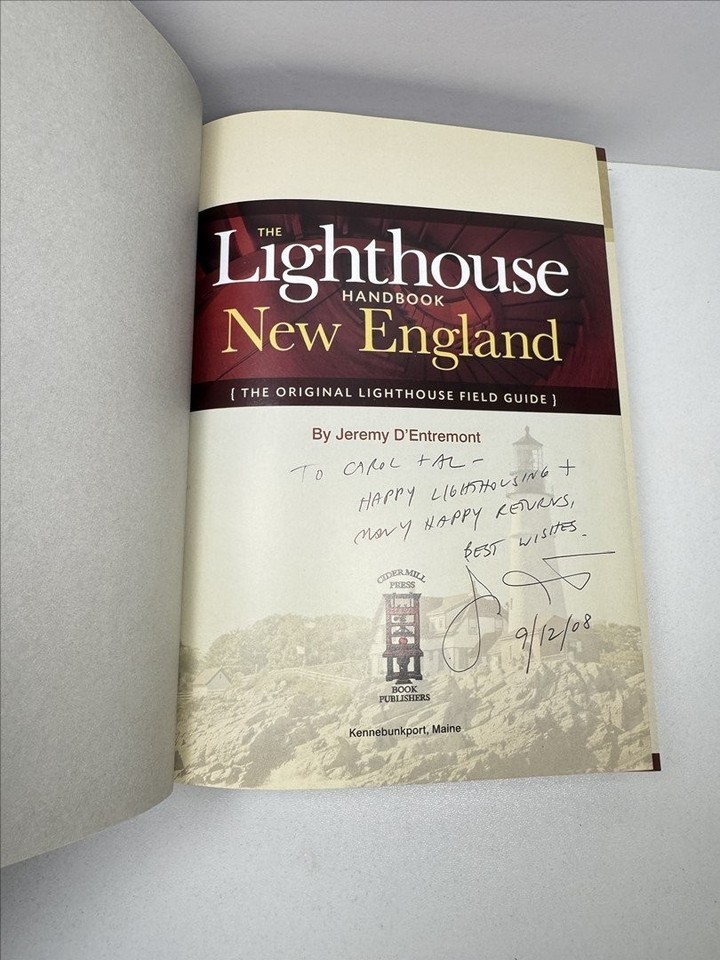 THE
Lighthouse
HANDBOOK
New England
{ THE ORIGINAL LIGHTHOUSE FIELD GUIDE }
By Jeremy D'Entremont
TO CAROL + AL -
HAPPY LIGHTHOUSING +
MANY HAPPY RETURNS,
BEST WISHES.
9/12/08
CIDER MILL
PRESS
BOOK
PUBLISHERS
Kennebunkport, Maine